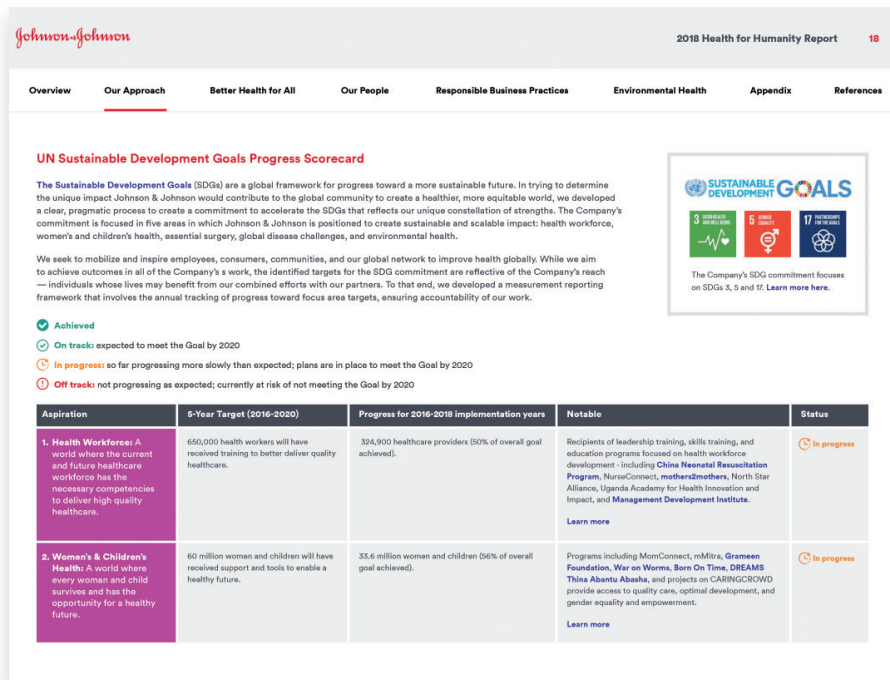 Johnson & Johnson
2018 Health for Humanity Report 18
Overview Our Approach Better Health for All Our People Responsible Business Practices Environmental Health Appendix References
UN Sustainable Development Goals Progress Scorecard
The Sustainable Development Goals (SDGs) are a global framework for progress toward a more sustainable future. In trying to determine
the unique impact Johnson & Johnson would contribute to the global community to create a healthier, more equitable world, we developed
a clear, pragmatic process to create a commitment to accelerate the SDGs that reflects our unique constellation of strengths. The Company's
commitment is focused in five areas in which Johnson & Johnson is positioned to create sustainable and scalable impact: health workforce,
women's and children's health, essential surgery, global disease challenges, and environmental health.
We seek to mobilize and inspire employees, consumers, communities, and our global network to improve health globally. While we aim
to achieve outcomes in all of the Company's s work, the identified targets for the SDG commitment are reflective of the Company's reach
— individuals whose lives may benefit from our combined efforts with our partners. To that end, we developed a measurement reporting
framework that involves the annual tracking of progress toward focus area targets, ensuring accountability of our work.
SUSTAINABLE
DEVELOPMENT GOALS
3 GOOD HEALTH
AND WELL-BEING
5 GENDER
EQUALITY
17 PARTNERSHIPS
FOR THE GOALS
The Company's SDG commitment focuses
on SDGs 3, 5 and 17. Learn more here.
Achieved
On track: expected to meet the Goal by 2020
In progress: so far progressing more slowly than expected; plans are in place to meet the Goal by 2020
Off track: not progressing as expected; currently at risk of not meeting the Goal by 2020
Aspiration 5-Year Target (2016-2020) Progress for 2016-2018 implementation years Notable Status
1. Health Workforce: A
world where the current
and future healthcare
workforce has the
necessary competencies
to deliver high quality
healthcare.
650,000 health workers will have
received training to better deliver quality
healthcare.
324,900 healthcare providers (50% of overall goal
achieved).
Recipients of leadership training, skills training, and
education programs focused on health workforce
development - including China Neonatal Resuscitation
Program, NurseConnect, mothers2mothers, North Star
Alliance, Uganda Academy for Health Innovation and
Impact, and Management Development Institute.
Learn more
In progress
2. Women's & Children's
Health: A world where
every woman and child
survives and has the
opportunity for a healthy
future.
60 million women and children will have
received support and tools to enable a
healthy future.
33.6 million women and children (56% of overall
goal achieved).
Programs including MomConnect, mMitra, Grameen
Foundation, War on Worms, Born On Time, DREAMS
Thina Abantu Abasha, and projects on CARINGCROWD
provide access to quality care, optimal development, and
gender equality and empowerment.
Learn more
In progress